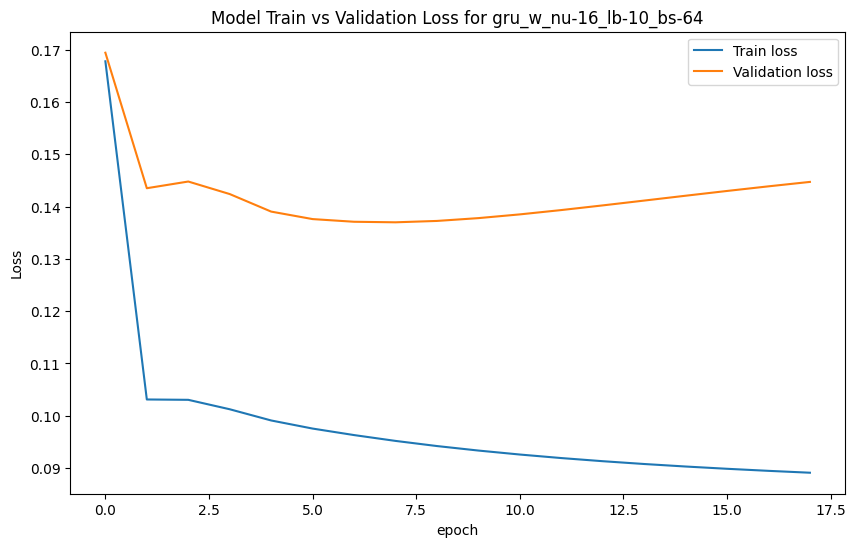 Model Train vs Validation Loss for gru_w_nu-16_lb-10_bs-64
Train loss
Validation loss
0.17
0.16
0.15
0.14
0.13
0.12
0.11
0.10
0.09
Loss
0.0 2.5 5.0 7.5 10.0 12.5 15.0 17.5
epoch